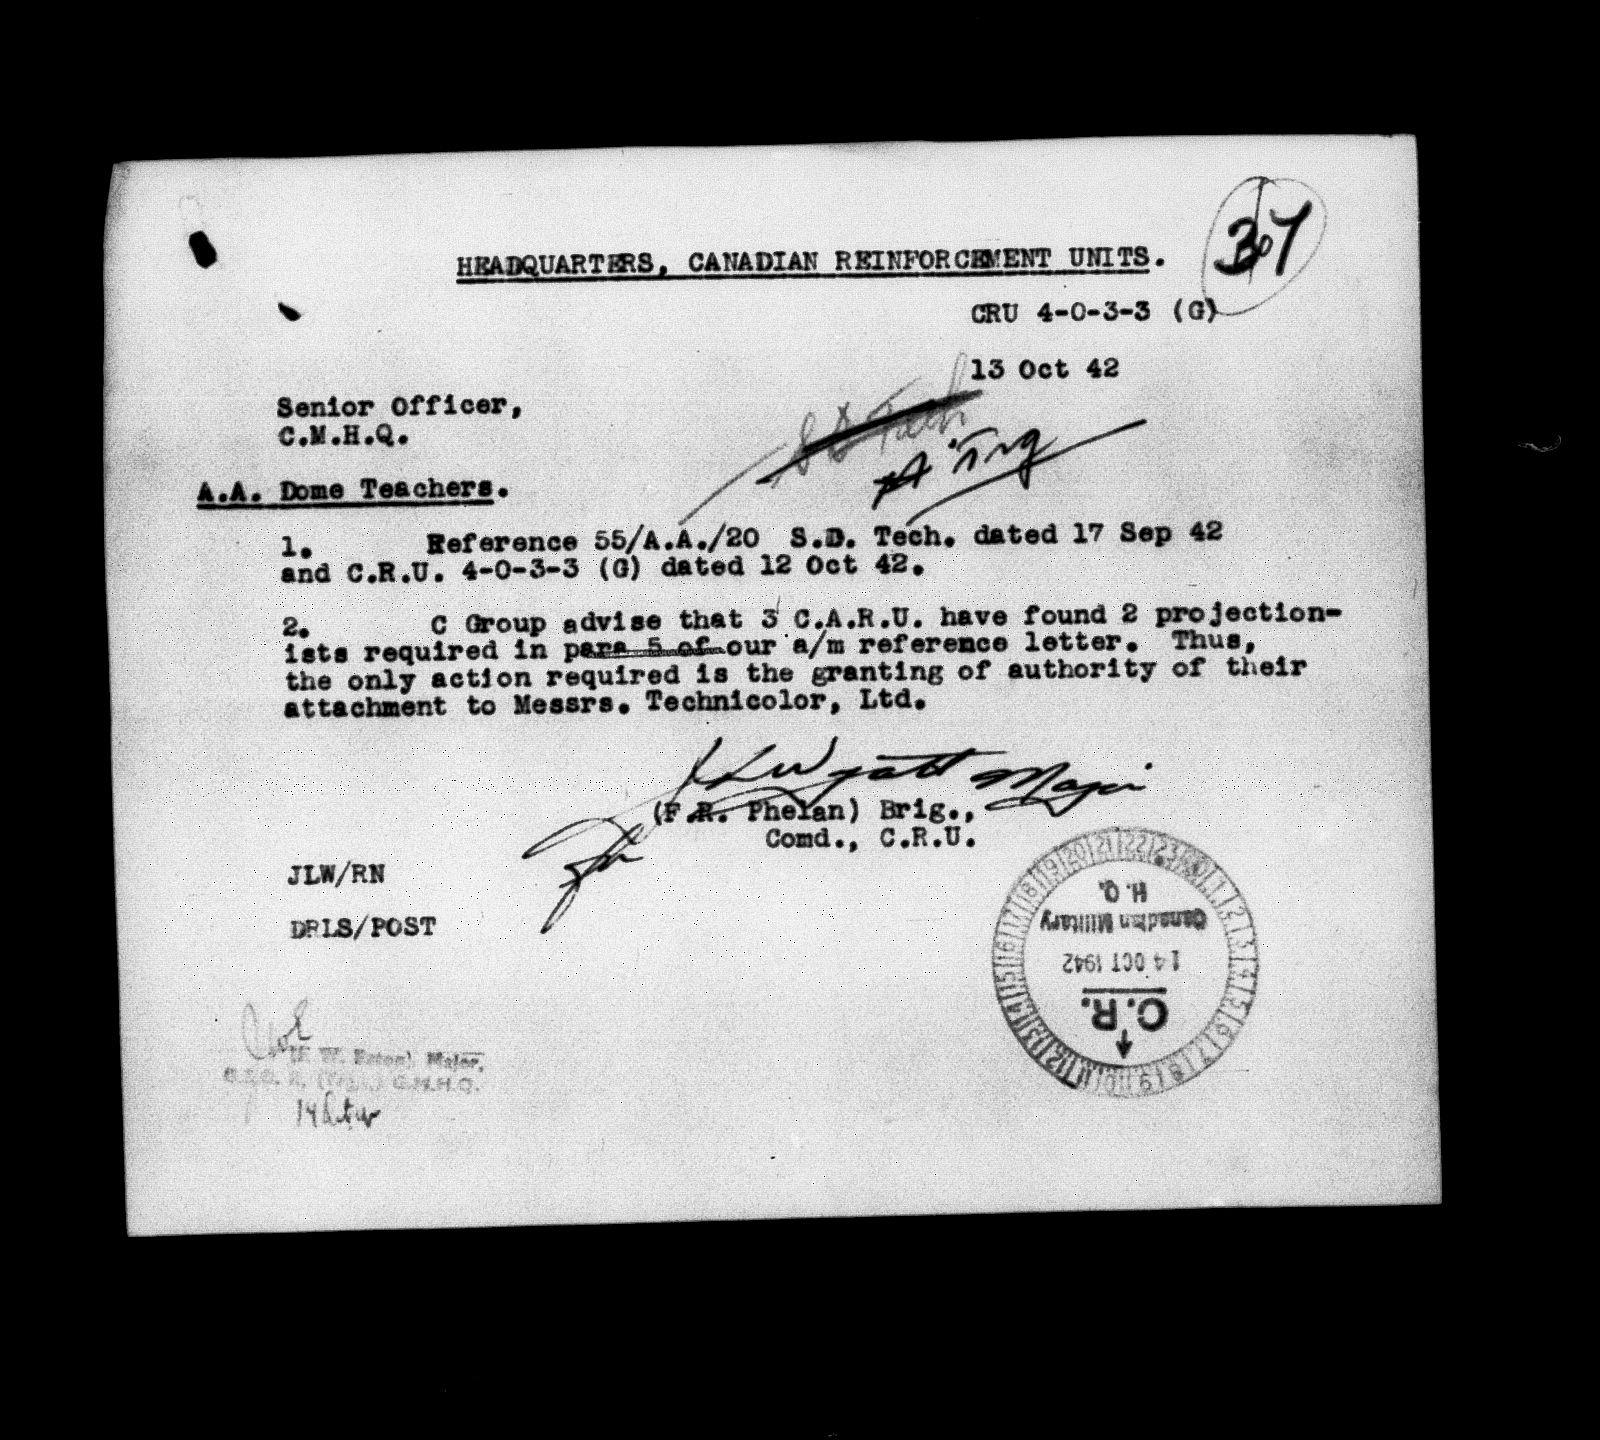 37
HEADQUARTERS, CANADIAN REINFORCEMENT UNITS.
CRU 4-0-3-3 (G)
13 Oct 42
Senior Officer,
C.M.H.Q.
S D Tech
A Trg
A.A. Dome Teachers.
1. Reference 55/A.A./20 S.D. Tech. dated 17 Sep 42
and C.R.U. 4-0-3-3 (G) dated 12 Oct 42.
2. C Group advise that 3 C.A.R.U. have found 2 projection-
ists required in para 5 of our a/m reference letter. Thus,
the only action required is the granting of authority of their
attachment to Messrs. Technicolor, Ltd.
Wyatt Major
(F.R. Phelan) Brig.,
Comd., C.R.U.
JLW/RN
DRLS/POST
C.R.
14 OCT 1942
Canadian Military
H.Q.
W. Eaton) Major,
C.M.H.Q.
14